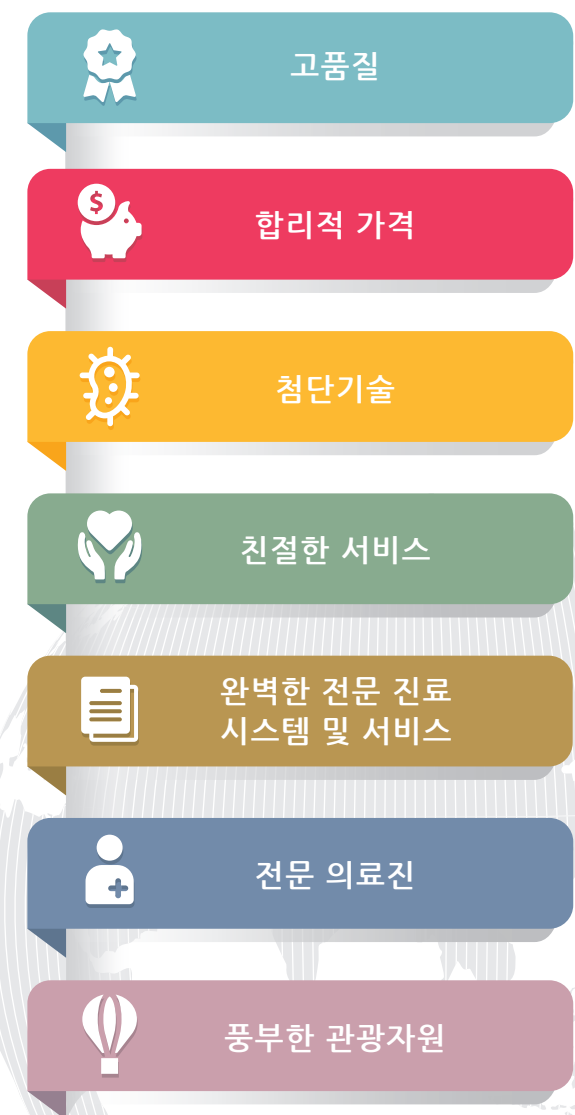 $
고품질
합리적 가격
첨단기술
친절한 서비스
완벽한 전문 진료
시스템 및 서비스
전문 의료진
풍부한 관광자원